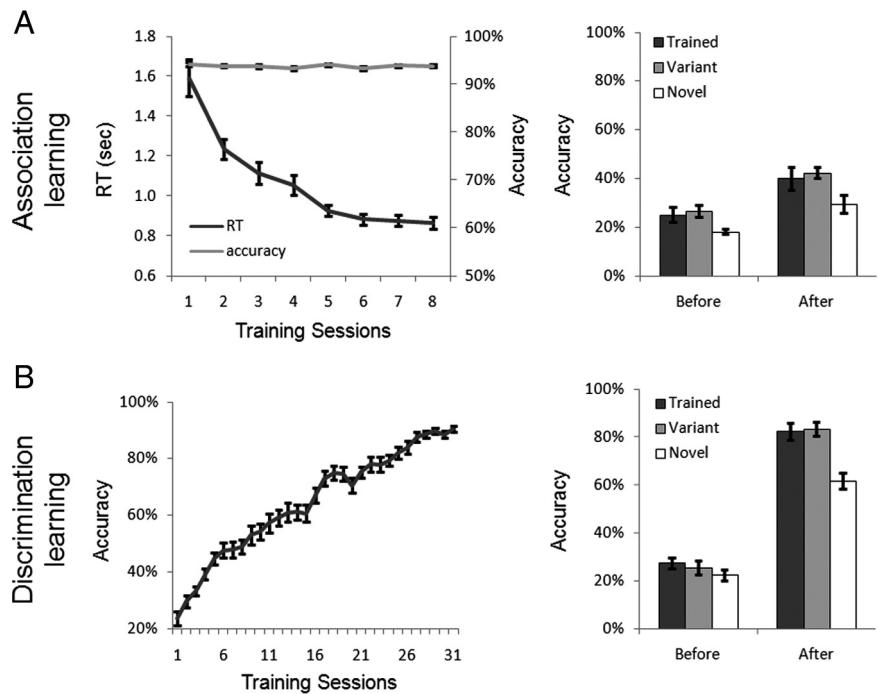 A
Association
learning
RT (sec)
1.8
1.6
1.4
1.2
1.0
0.8
0.6
RT
accuracy
100%
90%
80%
70%
60%
50%
Accuracy
1 2 3 4 5 6 7 8
Training Sessions
Accuracy
100%
80%
60%
40%
20%
0%
Trained
Variant
Novel
Before After
B
Discrimination
learning
Accuracy
100%
80%
60%
40%
20%
1 6 11 16 21 26 31
Training Sessions
Accuracy
100%
80%
60%
40%
20%
0%
Trained
Variant
Novel
Before After